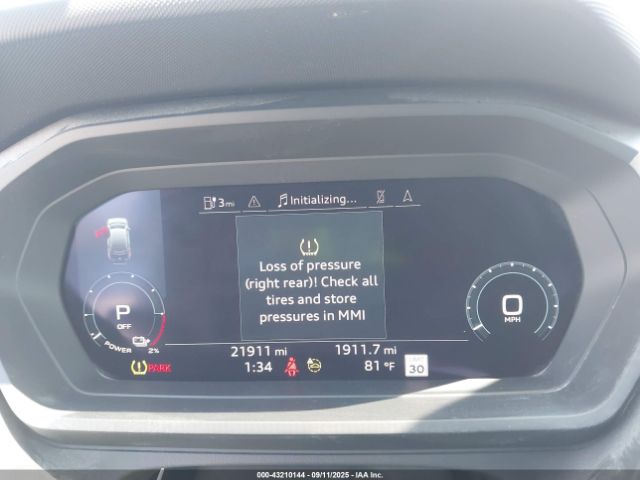 3mi
Initializing...
Loss of pressure
(right rear)! Check all
tires and store
pressures in MMI
P
OFF
POWER
2%
0
MPH
21911 mi
1911.7 mi
PARK
1:34
81 °F
30
000-43210144 - 09/11/2025 - IAA Inc.